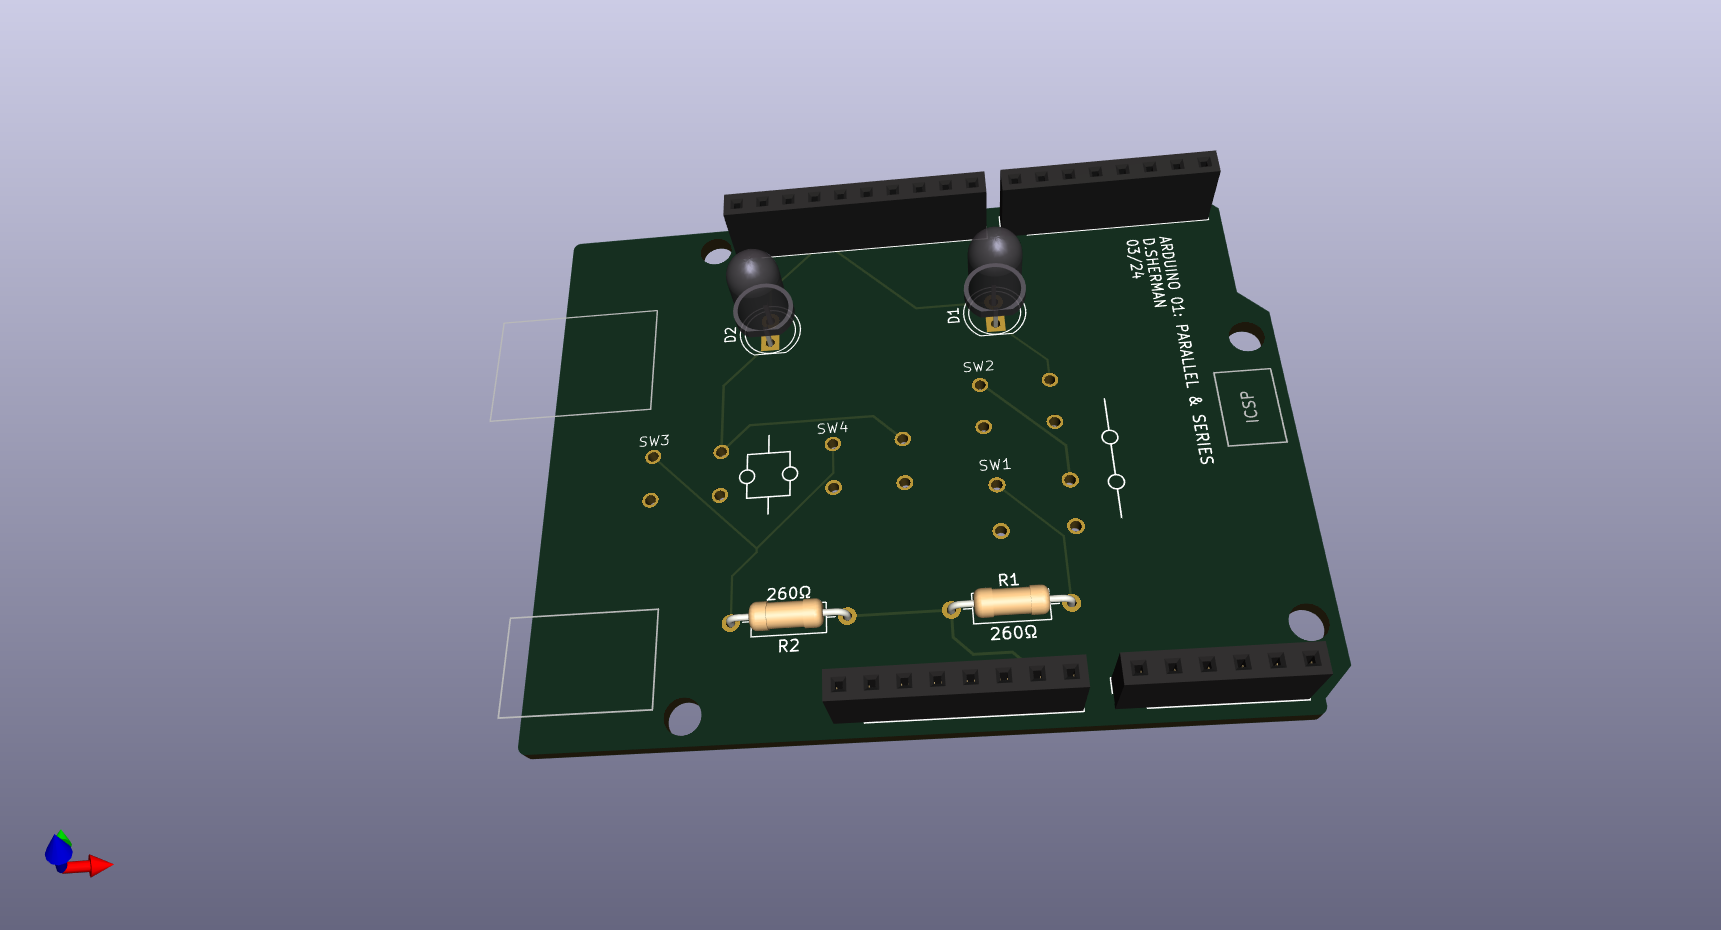 ARDUINO 01: PARALLEL & SERIES
D.SHERMAN
03/24
D2
D1
SW2
ICSP
SW3
SW4
SW1
260Ω
R2
R1
260Ω